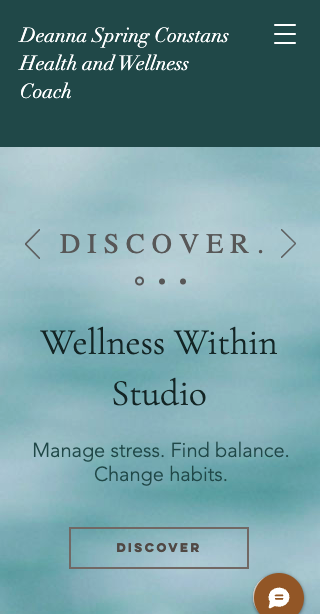 Deanna Spring Constans
Health and Wellness
Coach
DISCOVER.
Wellness Within
Studio
Manage stress. Find balance.
Change habits.
DISCOVER